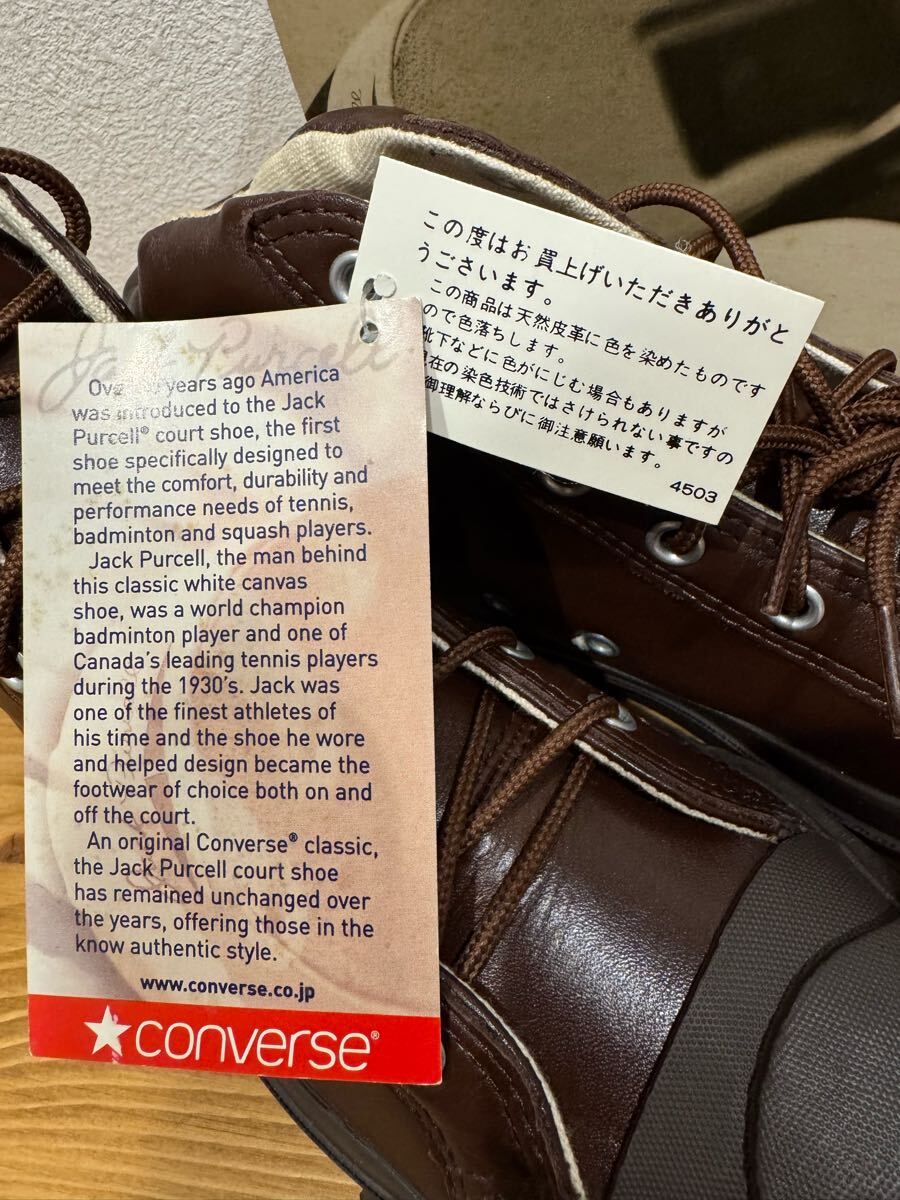 Jack Purcell
years ago America
was introduced to the Jack
Purcell® court shoe, the first
shoe specifically designed to
meet the comfort, durability and
performance needs of tennis,
badminton and squash players.
Jack Purcell, the man behind
this classic white canvas
shoe, was a world champion
badminton player and one of
Canada's leading tennis players
during the 1930's. Jack was
one of the finest athletes of
his time and the shoe he wore
and helped design became the
footwear of choice both on and
off the court.
An original Converse® classic,
the Jack Purcell court shoe
has remained unchanged over
the years, offering those in the
know authentic style.
www.converse.co.jp
converse®
この度はお買上げいただきありがと
うございます。
この商品は天然皮革に色を染めたものです
ので色落ちします。
靴下などに色がにじむ場合もありますが
現在の染色技術ではさけられない事ですの
御理解ならびに御注意願います。
4503